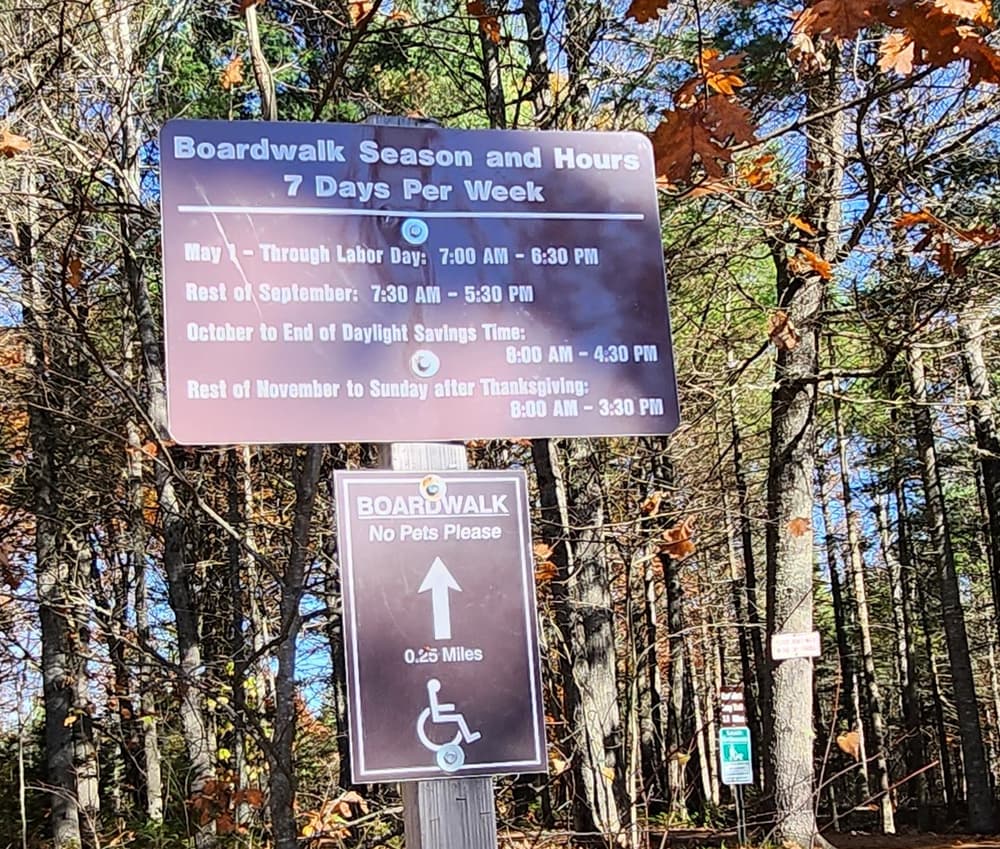 Boardwalk Season and Hours
7 Days Per Week
May 1 - Through Labor Day: 7:00 AM - 6:30 PM
Rest of September: 7:30 AM - 5:30 PM
October to End of Daylight Savings Time:
8:00 AM - 4:30 PM
Rest of November to Sunday after Thanksgiving:
8:00 AM - 3:30 PM
BOARDWALK
No Pets Please
0.25 Miles